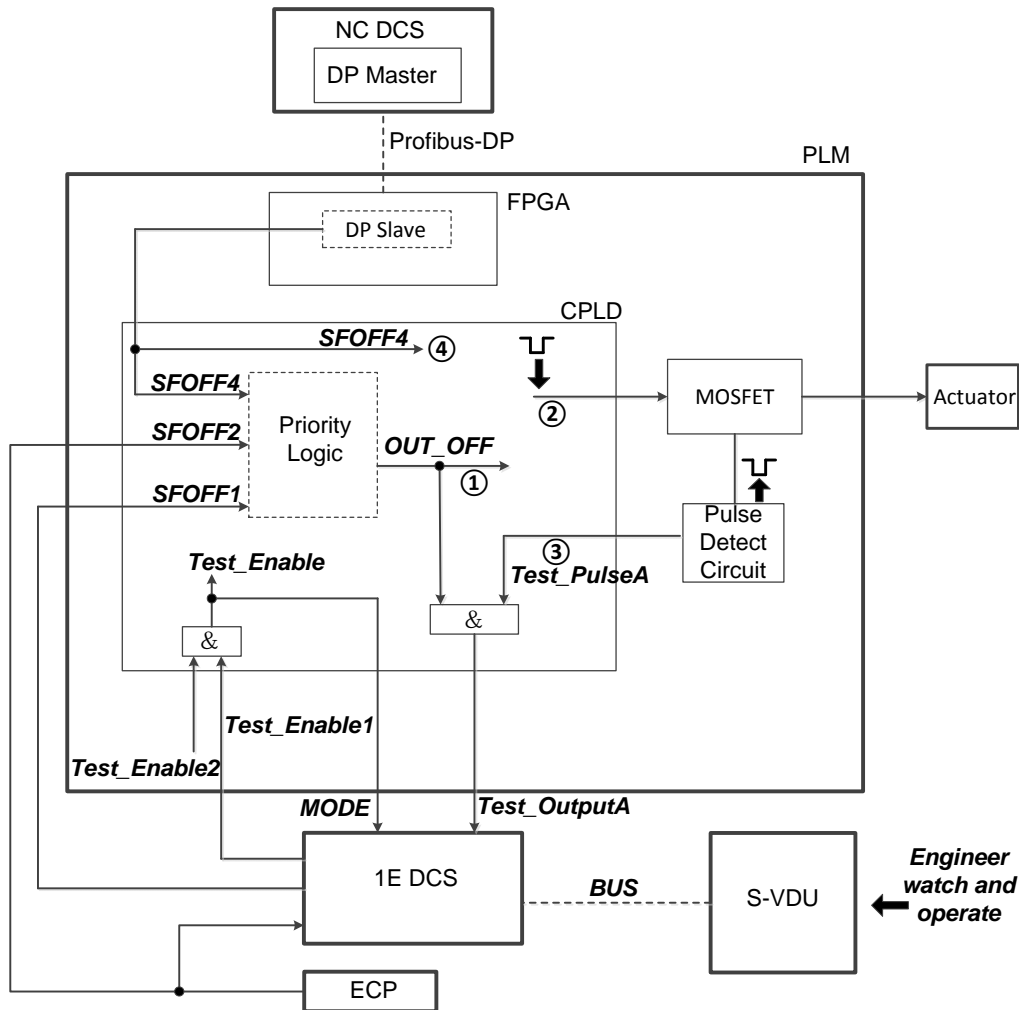 NC DCS
DP Master
Profibus-DP
PLM
FPGA
DP Slave
CPLD
SFOFF4
④
SFOFF4
②
MOSFET
Actuator
SFOFF2
Priority
Logic
OUT_OFF
①
SFOFF1
Pulse
Detect
Circuit
③
Test_PulseA
Test_Enable
&
&
Test_Enable1
Test_Enable2
MODE
Test_OutputA
1E DCS
BUS
S-VDU
Engineer
watch and
operate
ECP